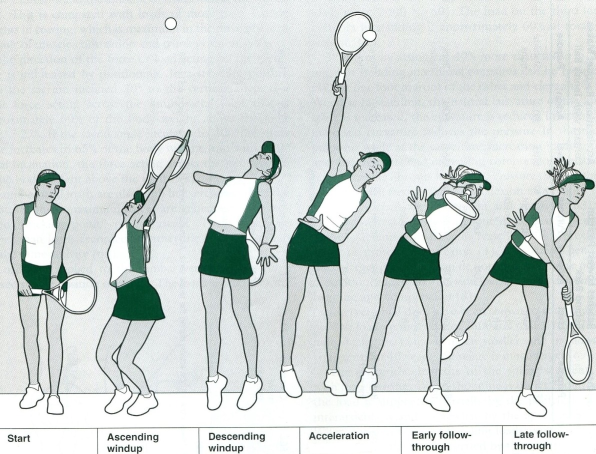 Start
Ascending
windup
Descending
windup
Acceleration
Early follow-
through
Late follow-
through